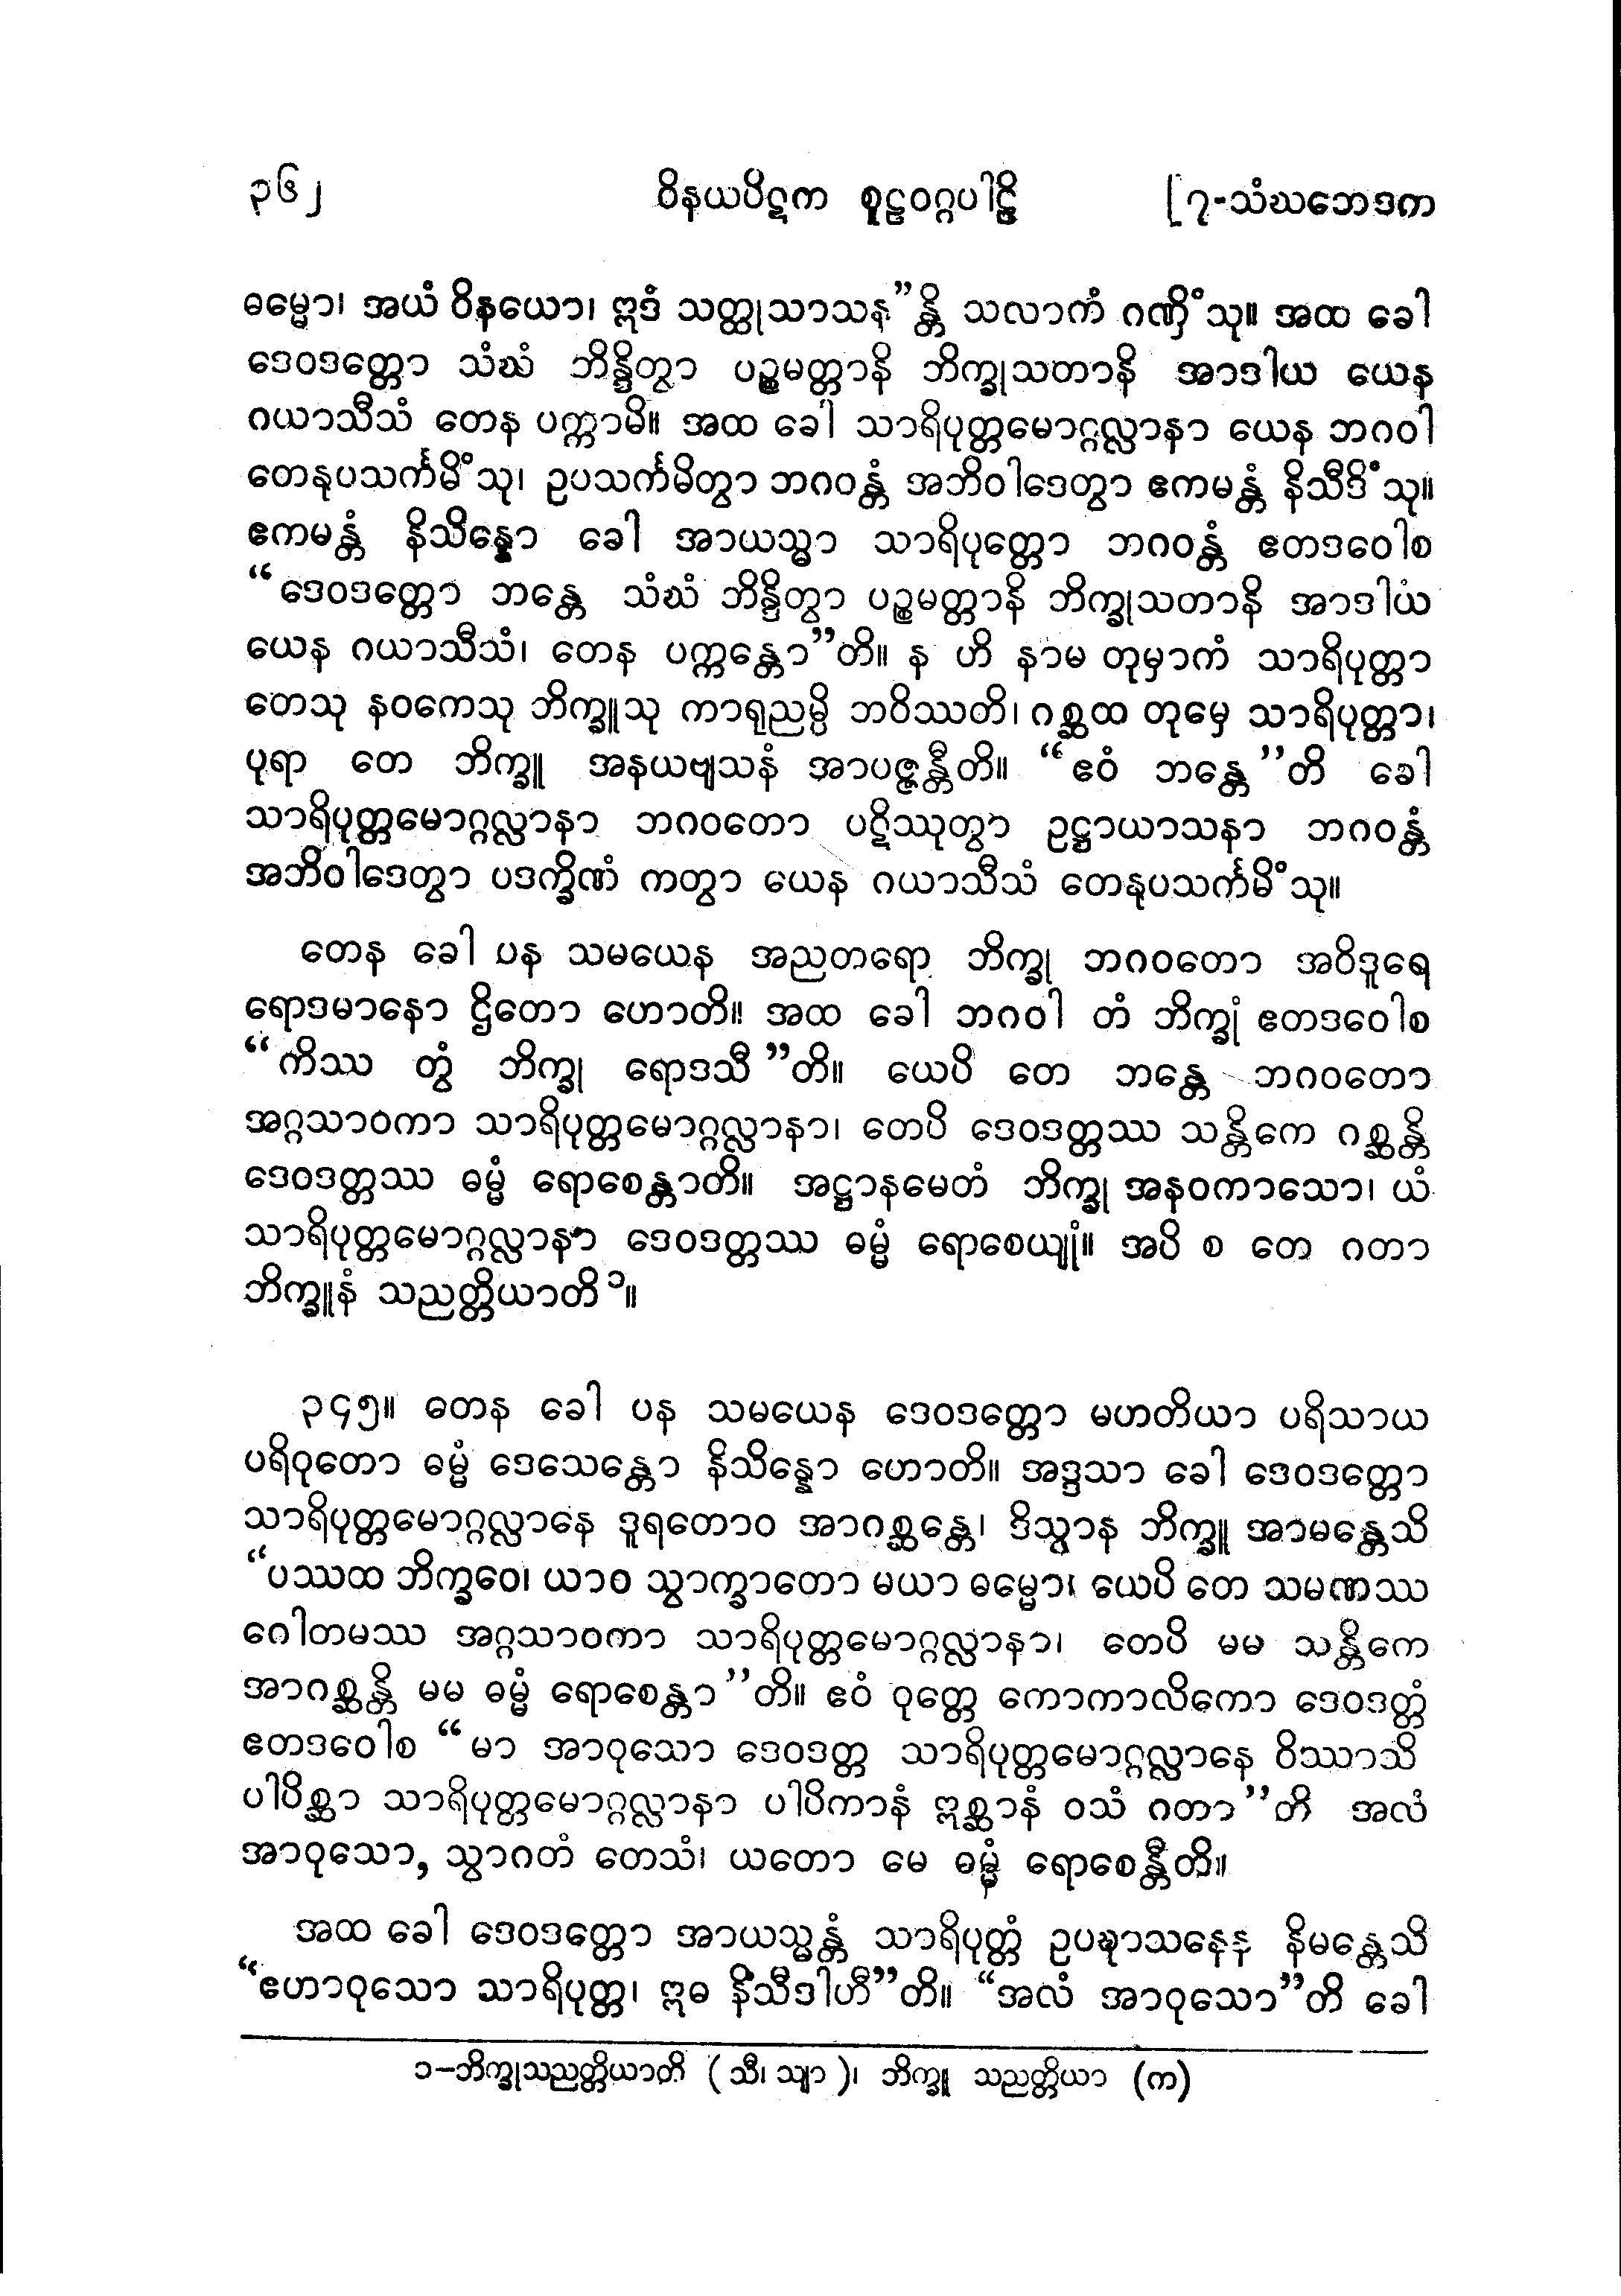 ၃၆၂ ဝိနယပိဋက စူဠဝဂ္ဂပါဠိ [၇-သံဃဘေဒက
ဓမ္မော၊ အယံ ဝိနယော၊ ဣဒံ သတ္ထုသာသန”န္တိ သလာကံ ဂဏှိံသု။ အထ ခေါ
ဒေဝဒတ္တော သံဃံ ဘိန္ဒိတွာ ပဉ္စမတ္တာနိ ဘိက္ခုသတာနိ အာဒါယ ယေန
ဂယာသီသံ တေန ပက္ကာမိ။ အထ ခေါ သာရိပုတ္တမောဂ္ဂလ္လာနာ ယေန ဘဂဝါ
တေနုပသင်္ကမိံသု၊ ဥပသင်္ကမိတွာ ဘဂဝန္တံ အဘိဝါဒေတွာ ဧကမန္တံ နိသီဒိံသု။
ဧကမန္တံ နိသိန္နော ခေါ အာယသ္မာ သာရိပုတ္တော ဘဂဝန္တံ ဧတဒဝေါစ
“ဒေဝဒတ္တော ဘန္တေ သံဃံ ဘိန္ဒိတွာ ပဉ္စမတ္တာနိ ဘိက္ခုသတာနိ အာဒါယ
ယေန ဂယာသီသံ၊ တေန ပက္ကန္တော”တိ။ န ဟိ နာမ တုမှာကံ သာရိပုတ္တာ
တေသု နဝကေသု ဘိက္ခူသု ကာရုညမ္ပိ ဘဝိဿတိ၊ ဂစ္ဆထ တုမှေ သာရိပုတ္တာ၊
ပုရာ တေ ဘိက္ခူ အနယဗျသနံ အာပဇ္ဇန္တီတိ။ “ဧဝံ ဘန္တေ”တိ ခေါ
သာရိပုတ္တမောဂ္ဂလ္လာနာ ဘဂဝတော ပဋိဿုတွာ ဥဋ္ဌာယာသနာ ဘဂဝန္တံ
အဘိဝါဒေတွာ ပဒက္ခိဏံ ကတွာ ယေန ဂယာသီသံ တေနုပသင်္ကမိံသု။
တေန ခေါ ပန သမယေန အညတရော ဘိက္ခု ဘဂဝတော အဝိဒူရေ
ရောဒမာနော ဌိတော ဟောတိ။ အထ ခေါ ဘဂဝါ တံ ဘိက္ခုံ ဧတဒဝေါစ
“ကိဿ တွံ ဘိက္ခု ရောဒသီ”တိ။ ယေပိ တေ ဘန္တေ ဘဂဝတော
အဂ္ဂသာဝကာ သာရိပုတ္တမောဂ္ဂလ္လာနာ၊ တေပိ ဒေဝဒတ္တဿ သန္တိကေ ဂစ္ဆန္တိ
ဒေဝဒတ္တဿ ဓမ္မံ ရောစေန္တာတိ။ အဋ္ဌာနမေတံ ဘိက္ခု အနဝကာသော၊ ယံ
သာရိပုတ္တမောဂ္ဂလ္လာနာ ဒေဝဒတ္တဿ ဓမ္မံ ရောစေယျုံ။ အပိ စ တေ ဂတာ
ဘိက္ခူနံ သညတ္တိယာတိ၁။
၃၄၅။ တေန ခေါ ပန သမယေန ဒေဝဒတ္တော မဟတိယာ ပရိသာယ
ပရိဝုတော ဓမ္မံ ဒေသေန္တော နိသိန္နော ဟောတိ။ အဒ္ဒသာ ခေါ ဒေဝဒတ္တော
သာရိပုတ္တမောဂ္ဂလ္လာနေ ဒူရတောဝ အာဂစ္ဆန္တေ၊ ဒိသွာန ဘိက္ခူ အာမန္တေသိ
“ပဿထ ဘိက္ခဝေ၊ ယာဝ သွာက္ခာတော မယာ ဓမ္မော၊ ယေပိ တေ သမဏဿ
ဂေါတမဿ အဂ္ဂသာဝကာ သာရိပုတ္တမောဂ္ဂလ္လာနာ၊ တေပိ မမ သန္တိကေ
အာဂစ္ဆန္တိ မမ ဓမ္မံ ရောစေန္တာ”တိ။ ဧဝံ ဝုတ္တေ ကောကာလိကော ဒေဝဒတ္တံ
ဧတဒဝေါစ “မာ အာဝုသော ဒေဝဒတ္တ သာရိပုတ္တမောဂ္ဂလ္လာနေ ဝိဿာသိ
ပါပိစ္ဆာ သာရိပုတ္တမောဂ္ဂလ္လာနာ ပါပိကာနံ ဣစ္ဆာနံ ဝသံ ဂတာ”တိ အလံ
အာဝုသော, သွာဂတံ တေသံ၊ ယတော မေ ဓမ္မံ ရောစေန္တီတိ။
အထ ခေါ ဒေဝဒတ္တော အာယသ္မန္တံ သာရိပုတ္တံ ဥပဍ္ဎာသနေန နိမန္တေသိ
“ဧဟာဝုသော သာရိပုတ္တ၊ ဣဓ နိသီဒါဟီ”တိ။ “အလံ အာဝုသော”တိ ခေါ
၁-ဘိက္ခုသညတ္တိယာတိ (သီ၊ သျာ)၊ ဘိက္ခူ သညတ္တိယာ (က)